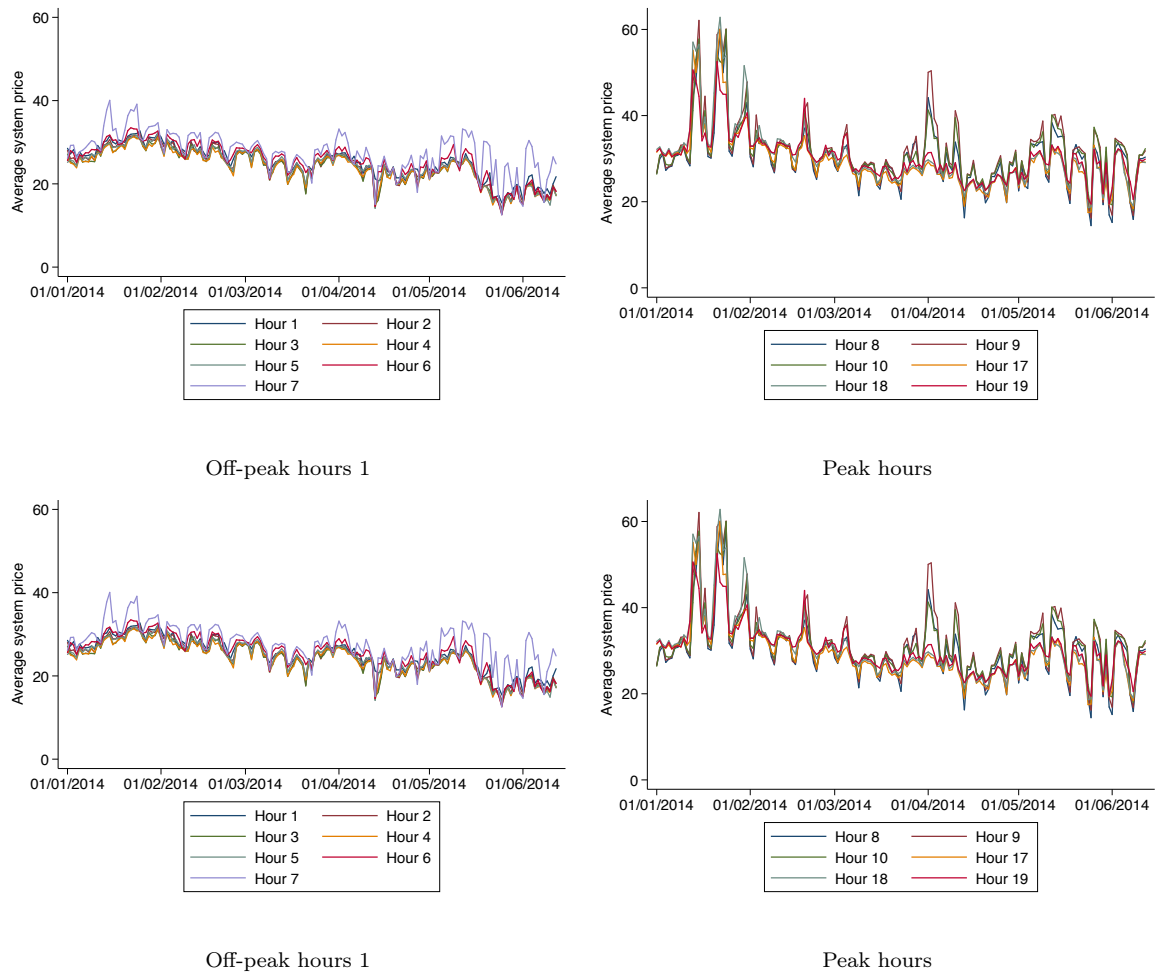 60
40
20
0
Average system price
01/01/2014 01/02/2014 01/03/2014 01/04/2014 01/05/2014 01/06/2014
Hour 1 Hour 2
Hour 3 Hour 4
Hour 5 Hour 6
Hour 7
Off-peak hours 1
60
40
20
0
Average system price
01/01/2014 01/02/2014 01/03/2014 01/04/2014 01/05/2014 01/06/2014
Hour 8 Hour 9
Hour 10 Hour 17
Hour 18 Hour 19
Peak hours
60
40
20
0
Average system price
01/01/2014 01/02/2014 01/03/2014 01/04/2014 01/05/2014 01/06/2014
Hour 1 Hour 2
Hour 3 Hour 4
Hour 5 Hour 6
Hour 7
Off-peak hours 1
60
40
20
0
Average system price
01/01/2014 01/02/2014 01/03/2014 01/04/2014 01/05/2014 01/06/2014
Hour 8 Hour 9
Hour 10 Hour 17
Hour 18 Hour 19
Peak hours